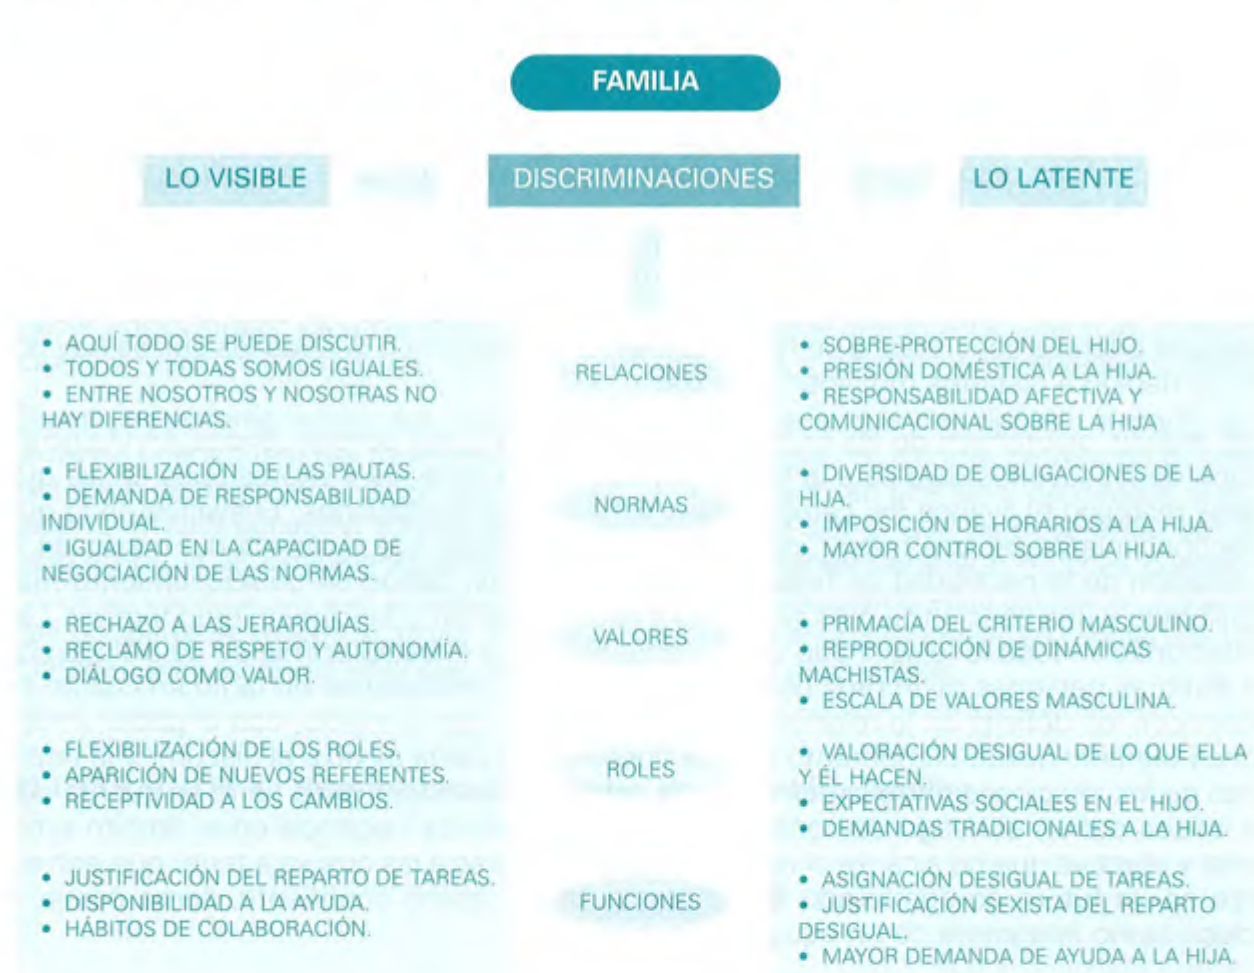 FAMILIA
LO VISIBLE
DISCRIMINACIONES
LO LATENTE
• AQUÍ TODO SE PUEDE DISCUTIR.
• TODOS Y TODAS SOMOS IGUALES.
• ENTRE NOSOTROS Y NOSOTRAS NO
HAY DIFERENCIAS.
RELACIONES
• SOBRE-PROTECCIÓN DEL HIJO.
• PRESIÓN DOMÉSTICA A LA HIJA.
• RESPONSABILIDAD AFECTIVA Y
COMUNICACIONAL SOBRE LA HIJA
• FLEXIBILIZACIÓN DE LAS PAUTAS.
• DEMANDA DE RESPONSABILIDAD
INDIVIDUAL.
• IGUALDAD EN LA CAPACIDAD DE
NEGOCIACIÓN DE LAS NORMAS.
NORMAS
• DIVERSIDAD DE OBLIGACIONES DE LA
HIJA.
• IMPOSICIÓN DE HORARIOS A LA HIJA.
• MAYOR CONTROL SOBRE LA HIJA.
• RECHAZO A LAS JERARQUÍAS.
• RECLAMO DE RESPETO Y AUTONOMÍA.
• DIÁLOGO COMO VALOR.
VALORES
• PRIMACÍA DEL CRITERIO MASCULINO.
• REPRODUCCIÓN DE DINÁMICAS
MACHISTAS.
• ESCALA DE VALORES MASCULINA.
• FLEXIBILIZACIÓN DE LOS ROLES.
• APARICIÓN DE NUEVOS REFERENTES.
• RECEPTIVIDAD A LOS CAMBIOS.
ROLES
• VALORACIÓN DESIGUAL DE LO QUE ELLA
Y ÉL HACEN.
• EXPECTATIVAS SOCIALES EN EL HIJO.
• DEMANDAS TRADICIONALES A LA HIJA.
• JUSTIFICACIÓN DEL REPARTO DE TAREAS.
• DISPONIBILIDAD A LA AYUDA.
• HÁBITOS DE COLABORACIÓN.
FUNCIONES
• ASIGNACIÓN DESIGUAL DE TAREAS.
• JUSTIFICACIÓN SEXISTA DEL REPARTO
DESIGUAL.
• MAYOR DEMANDA DE AYUDA A LA HIJA.